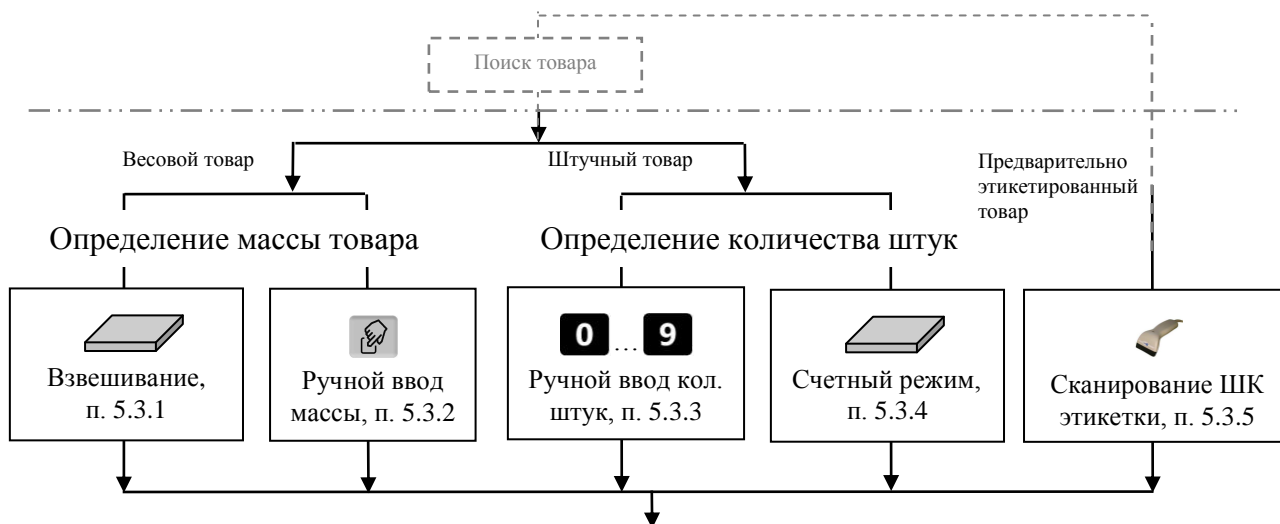 Поиск товара
Весовой товар
Штучный товар
Предварительно
этикетированный
товар
Определение массы товара
Определение количества штук
Взвешивание,
п. 5.3.1
Ручной ввод
массы, п. 5.3.2
0 ... 9
Ручной ввод кол.
штук, п. 5.3.3
Счетный режим,
п. 5.3.4
Сканирование ШК
этикетки, п. 5.3.5